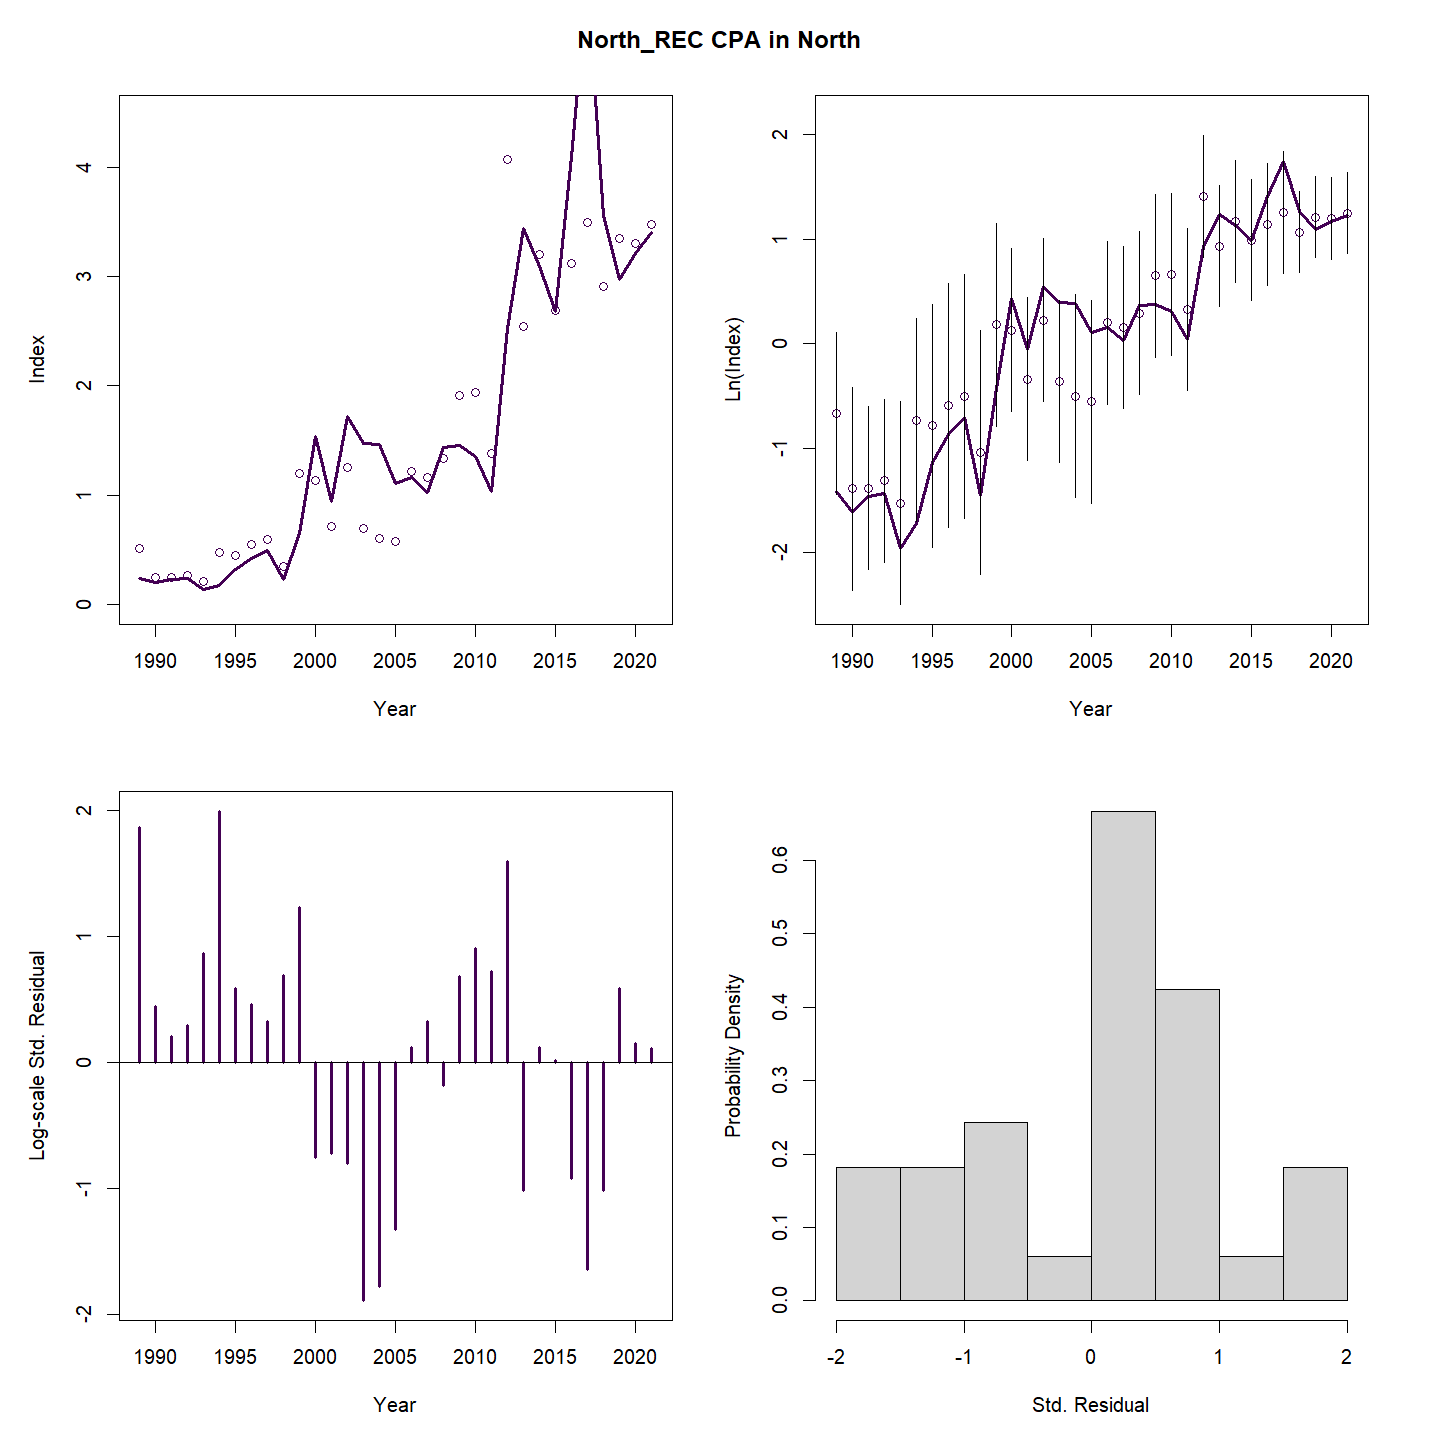 North_REC CPA in North
Index
4
3
2
1
0
1990 1995 2000 2005 2010 2015 2020
Year
Ln(Index)
2
1
0
-1
-2
1990 1995 2000 2005 2010 2015 2020
Year
Log-scale Std. Residual
2
1
0
-1
-2
1990 1995 2000 2005 2010 2015 2020
Year
Probability Density
0.6
0.5
0.4
0.3
0.2
0.1
0.0
-2 -1 0 1 2
Std. Residual